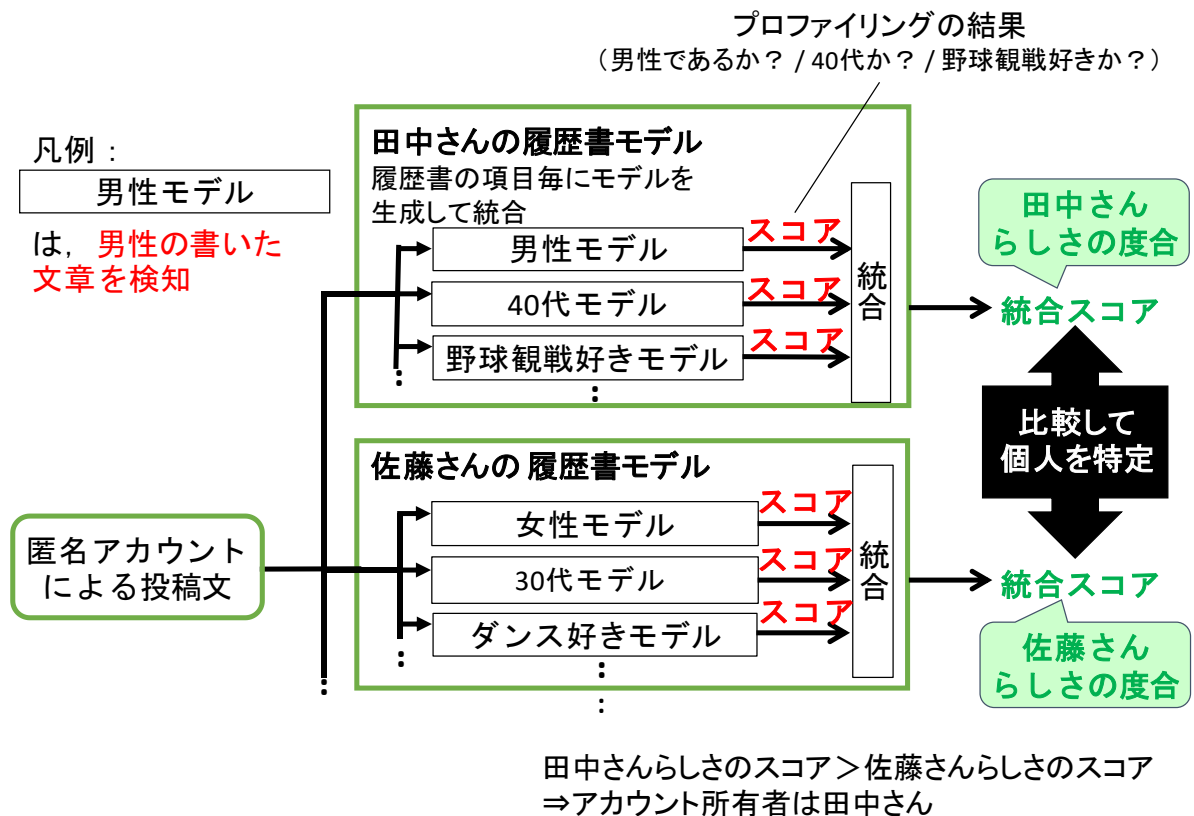 プロファイリングの結果
（男性であるか？ / 40代か？ / 野球観戦好きか？）
凡例：
男性モデル
は，男性の書いた
文章を検知
田中さんの履歴書モデル
履歴書の項目毎にモデルを
生成して統合
男性モデル
スコア
40代モデル
スコア
野球観戦好きモデル
スコア
⋮
⋮
統合
田中さん
らしさの度合
統合スコア
比較して
個人を特定
佐藤さんの 履歴書モデル
女性モデル
スコア
30代モデル
スコア
ダンス好きモデル
スコア
⋮
⋮
統合
匿名アカウント
による投稿文
⋮
⋮
統合スコア
佐藤さん
らしさの度合
田中さんらしさのスコア＞佐藤さんらしさのスコア
⇒アカウント所有者は田中さん